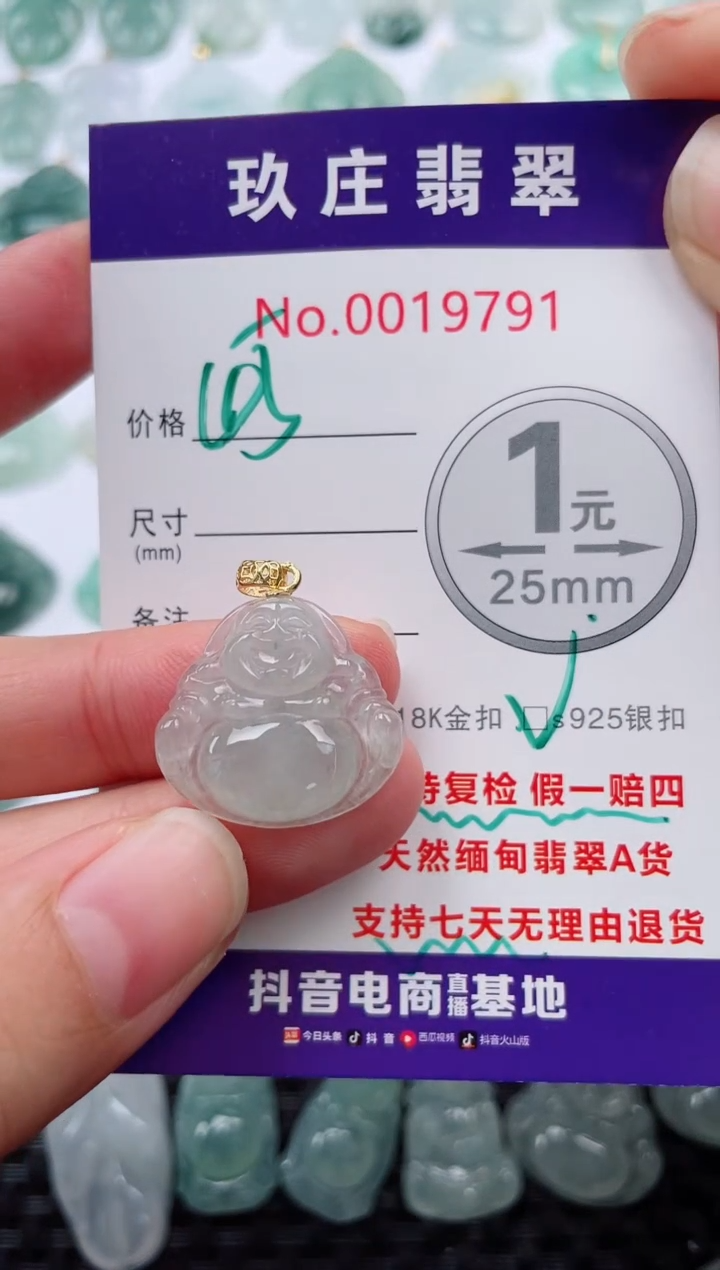 玖庄翡翠
No.0019791
价格
尺寸
(mm)
1元
25mm
备注
18K金扣 □s925银扣
持复检 假一赔四
天然缅甸翡翠A货
支持七天无理由退货
抖音电商直播基地
今日头条 抖音 西瓜视频 抖音火山版